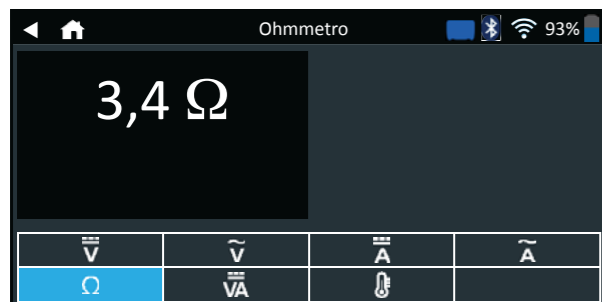 Ohmmetro 93%
3,4 Ω
V V A A
Ω VA